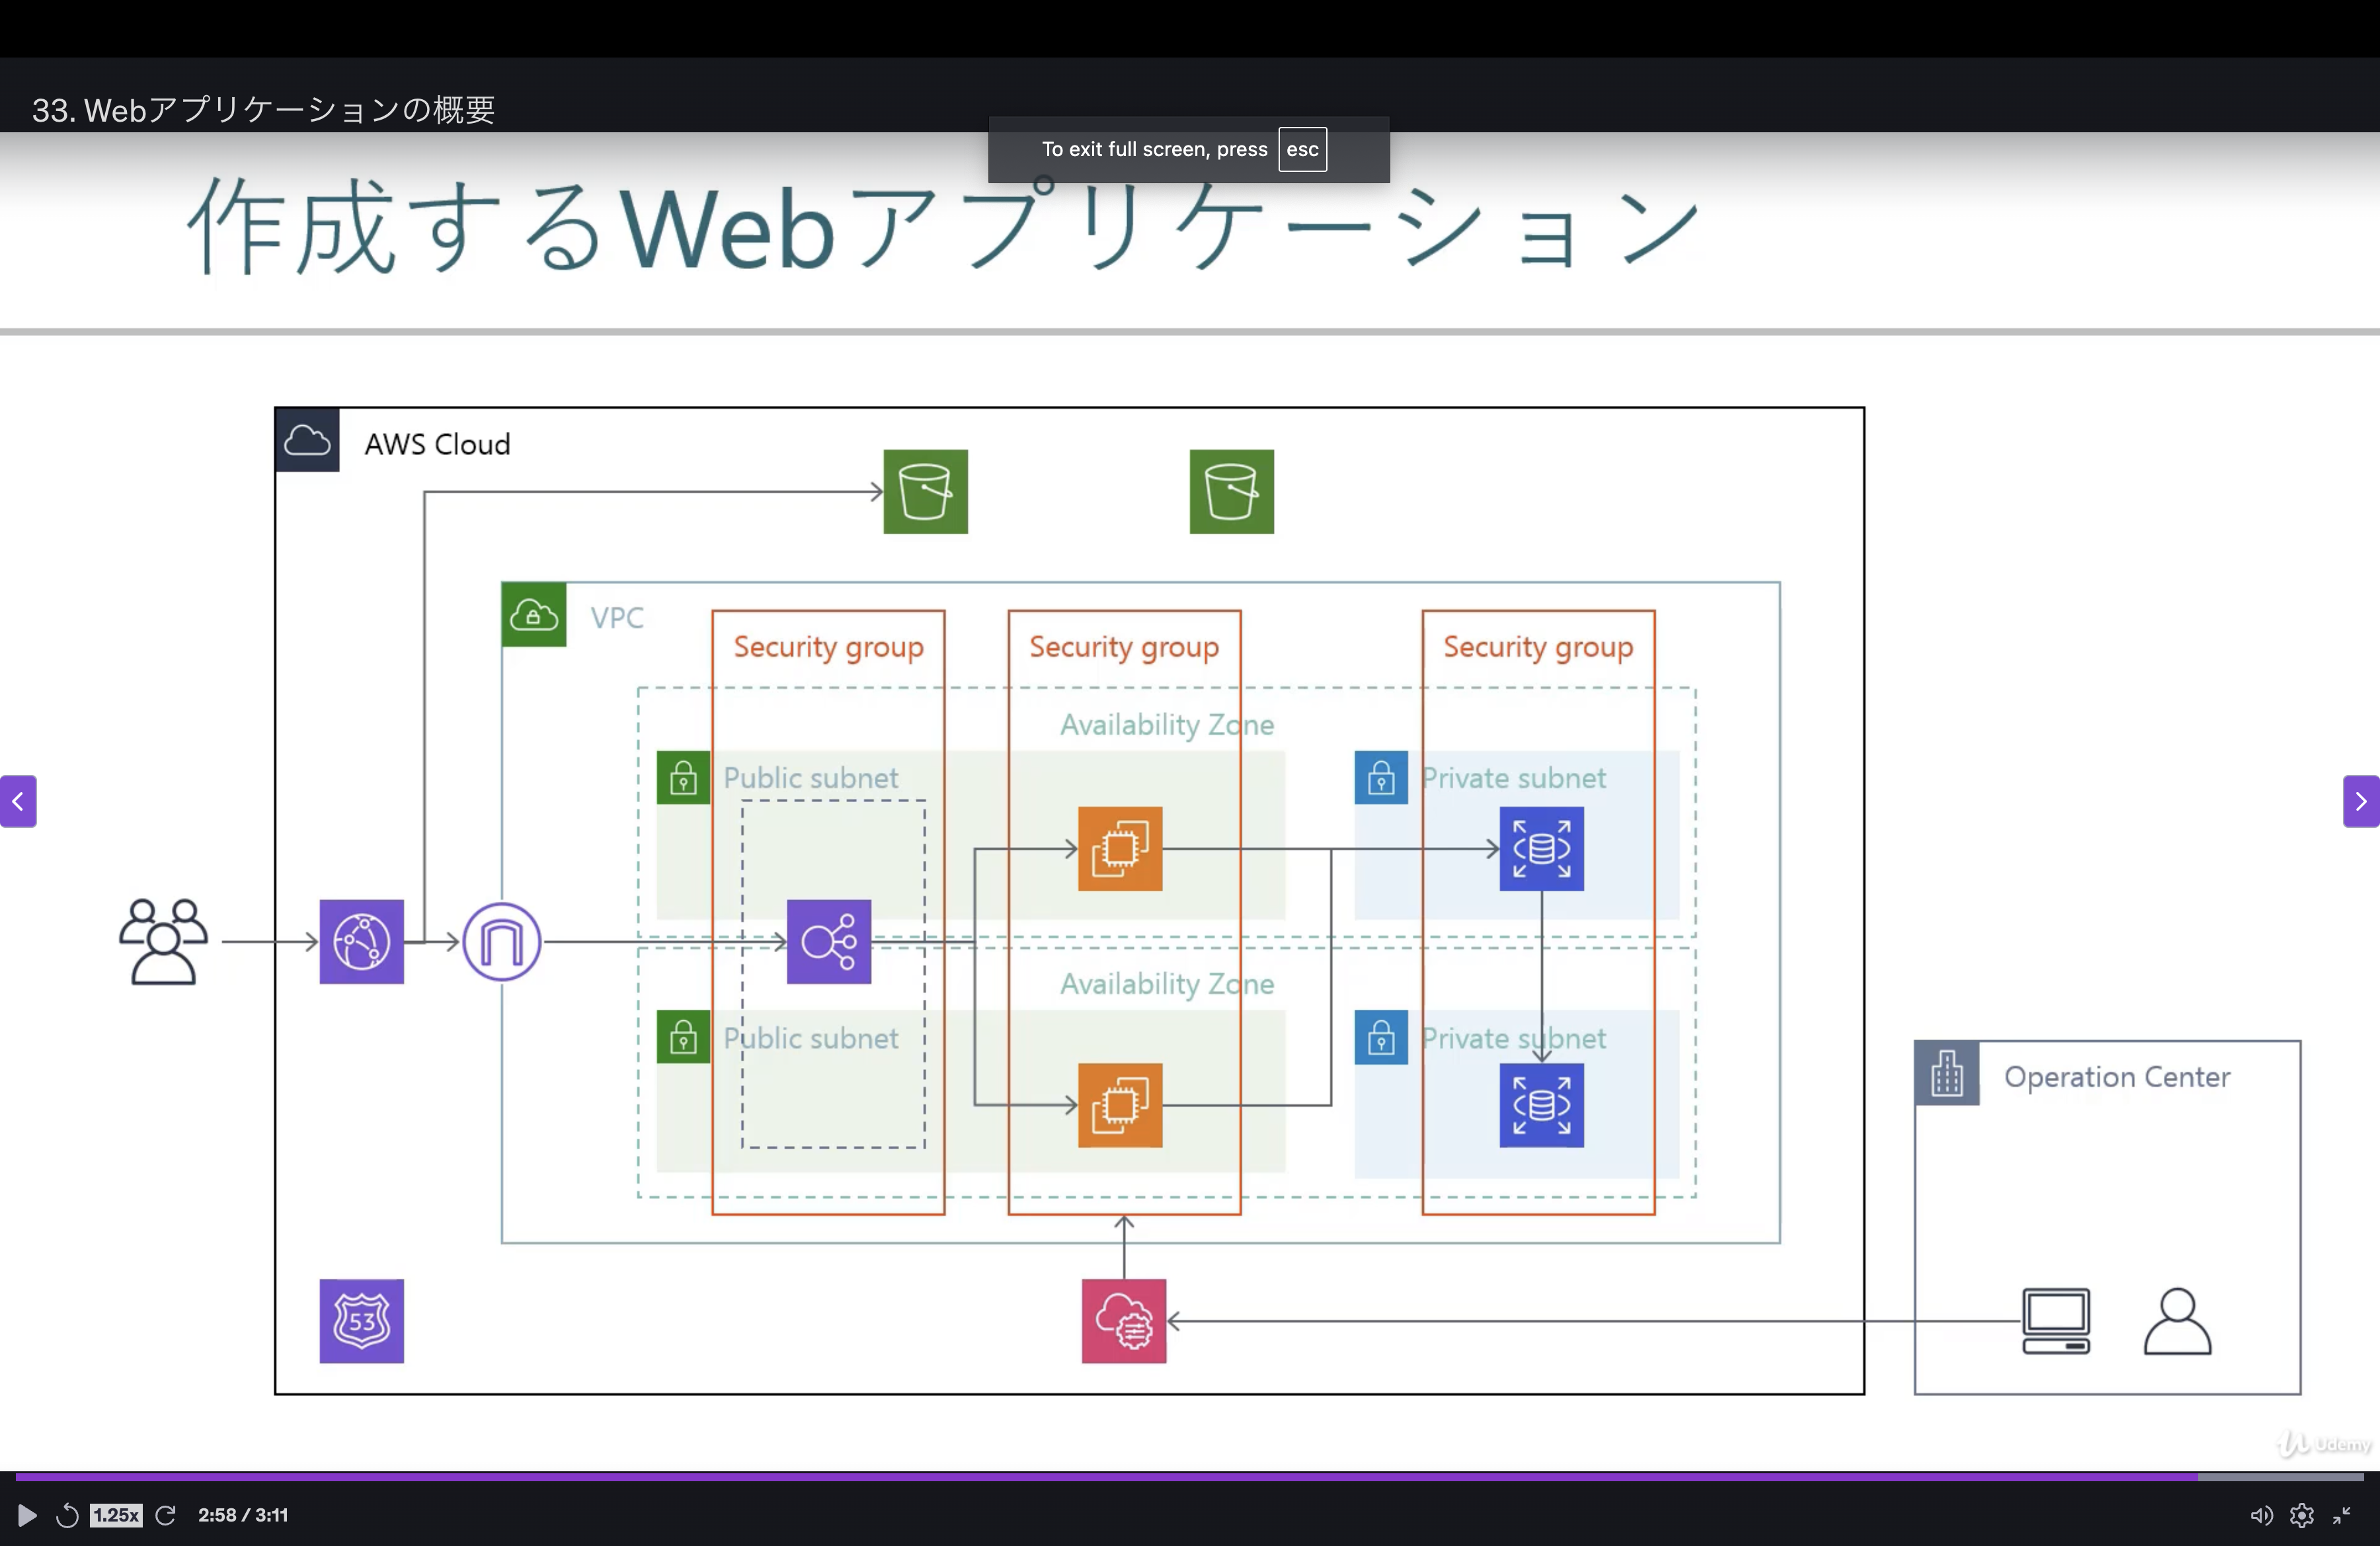 33. Webアプリケーションの概要
To exit full screen, press esc
作成するWebアプリケーション
AWS Cloud
VPC
Security group
Security group
Security group
Availability Zone
Public subnet
Private subnet
Availability Zone
Public subnet
Private subnet
Operation Center
53
Udemy
1.25x
2:58 / 3:11